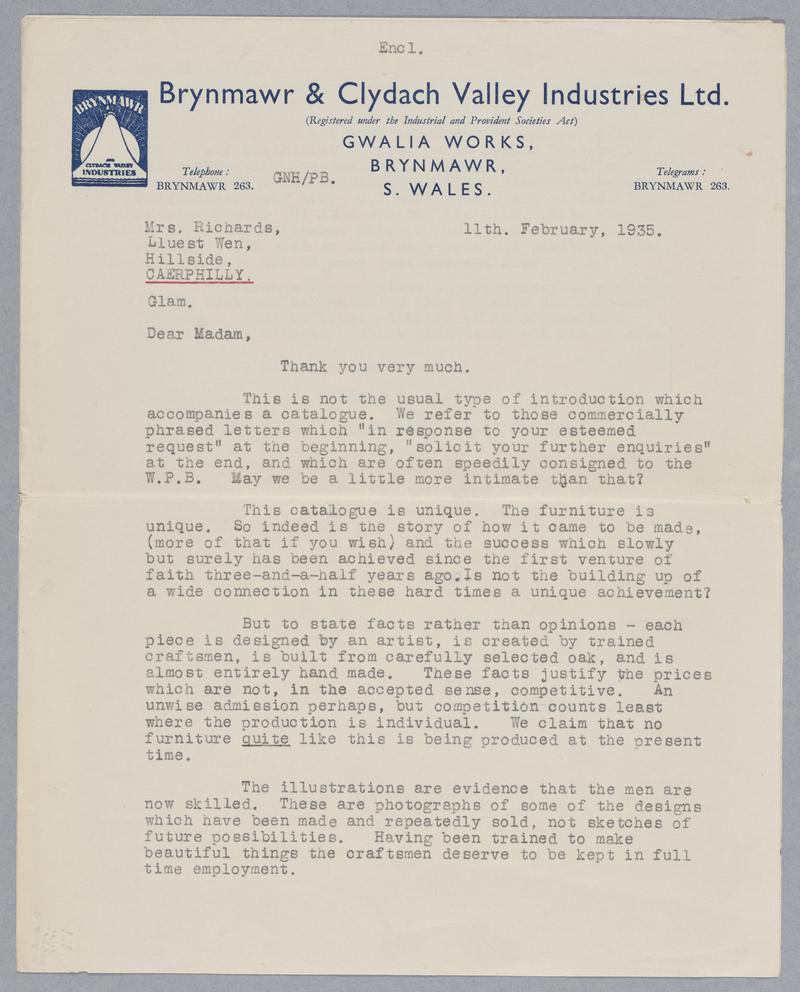 Encl.
BRYNMAWR
AND
CLYDACH VALLEY
INDUSTRIES
Brynmawr & Clydach Valley Industries Ltd.
(Registered under the Industrial and Provident Societies Act)
GWALIA WORKS,
BRYNMAWR,
S. WALES.
Telephone :
BRYNMAWR 263.
GNH/PB.
Telegrams :
BRYNMAWR 263.
Mrs. Richards,
Lluest Wen,
Hillside,
CAERPHILLY.
Glam.
11th. February, 1935.
Dear Madam,
Thank you very much.
This is not the usual type of introduction which
accompanies a catalogue. We refer to those commercially
phrased letters which "in response to your esteemed
request" at the beginning, "solicit your further enquiries"
at the end, and which are often speedily consigned to the
W.P.B. May we be a little more intimate than that?
This catalogue is unique. The furniture is
unique. So indeed is the story of how it came to be made,
(more of that if you wish) and the success which slowly
but surely has been achieved since the first venture of
faith three-and-a-half years ago.Is not the building up of
a wide connection in these hard times a unique achievement?
But to state facts rather than opinions - each
piece is designed by an artist, is created by trained
craftsmen, is built from carefully selected oak, and is
almost entirely hand made. These facts justify the prices
which are not, in the accepted sense, competitive. An
unwise admission perhaps, but competition counts least
where the production is individual. We claim that no
furniture quite like this is being produced at the present
time.
The illustrations are evidence that the men are
now skilled. These are photographs of some of the designs
which have been made and repeatedly sold, not sketches of
future possibilities. Having been trained to make
beautiful things the craftsmen deserve to be kept in full
time employment.